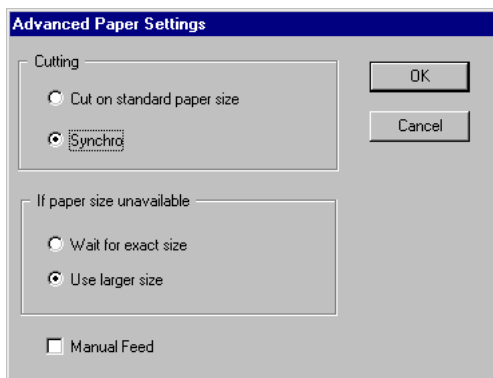 Advanced Paper Settings
Cutting
Cut on standard paper size
Synchro
OK
Cancel
If paper size unavailable
Wait for exact size
Use larger size
Manual Feed